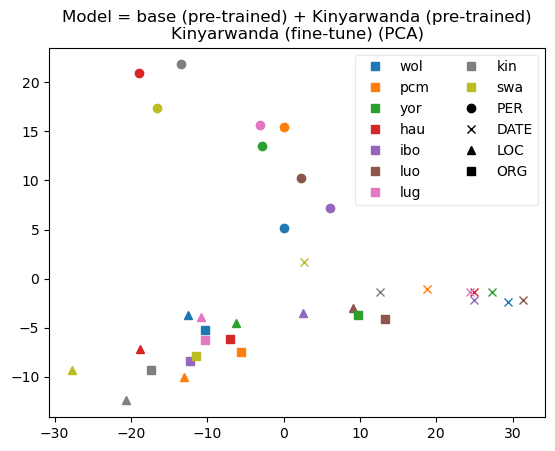 Model = base (pre-trained) + Kinyarwanda (pre-trained)
Kinyarwanda (fine-tune) (PCA)
wol
pcm
yor
hau
ibo
luo
lug
kin
swa
PER
DATE
LOC
ORG
20
15
10
5
0
−5
−10
−30
−20
−10
0
10
20
30